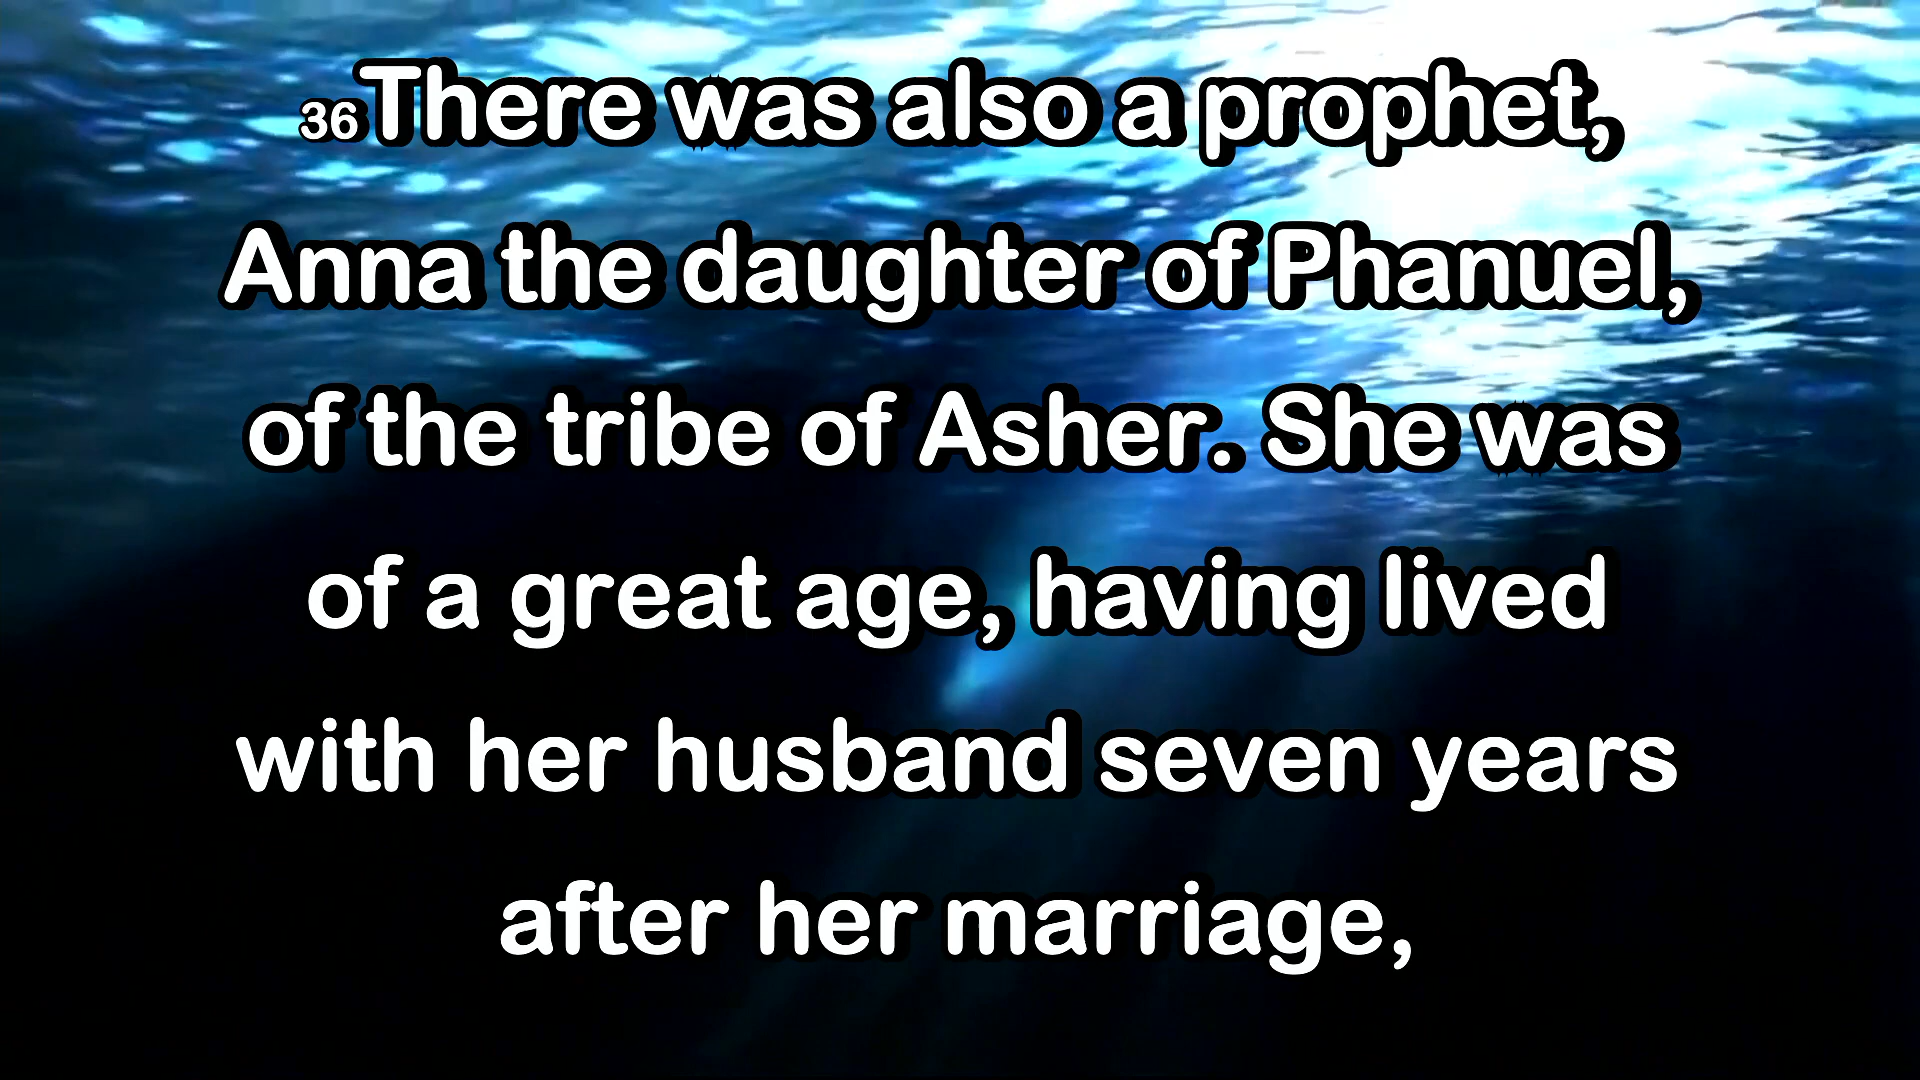 36There was also a prophet,
Anna the daughter of Phanuel,
of the tribe of Asher. She was
of a great age, having lived
with her husband seven years
after her marriage,